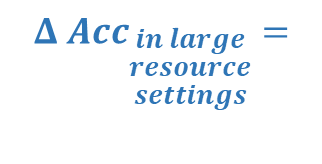 Δ Acc in large =
resource
settings